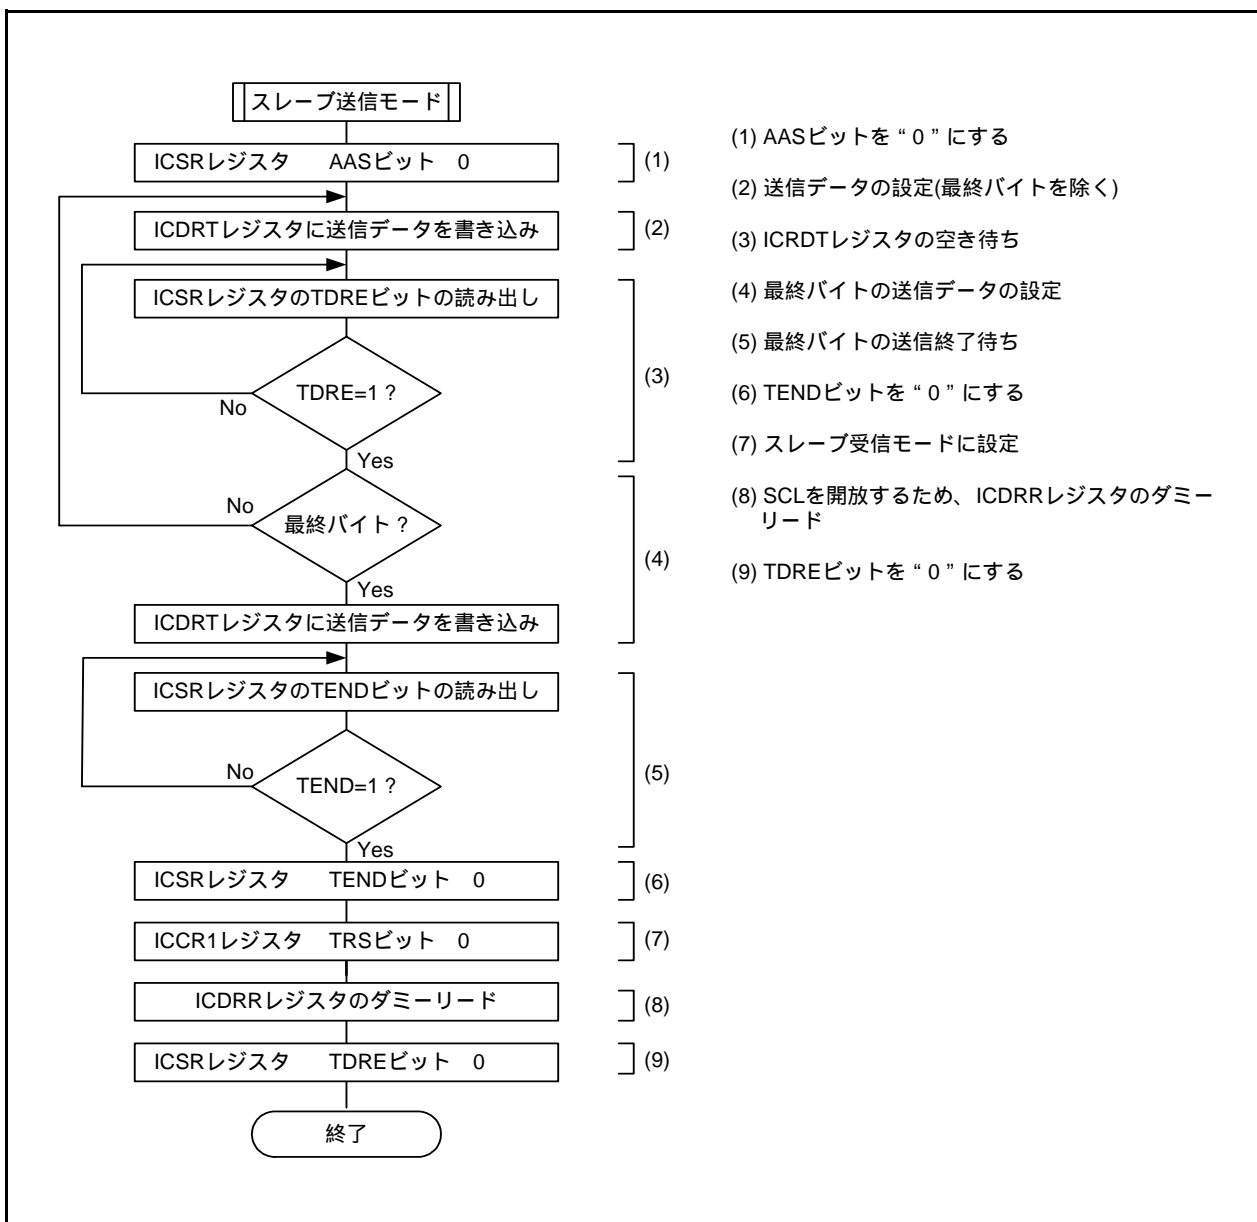 スレーブ送信モード
ICSRレジスタ AASビット 0
(1)
ICDRTレジスタに送信データを書き込み
(2)
ICSRレジスタのTDREビットの読み出し
TDRE=1 ?
No
Yes
(3)
最終バイト ?
No
Yes
ICDRTレジスタに送信データを書き込み
(4)
ICSRレジスタのTENDビットの読み出し
TEND=1 ?
No
Yes
(5)
ICSRレジスタ TENDビット 0
(6)
ICCR1レジスタ TRSビット 0
(7)
ICDRRレジスタのダミーリード
(8)
ICSRレジスタ TDREビット 0
(9)
終了
(1) AASビットを “ 0 ” にする
(2) 送信データの設定(最終バイトを除く)
(3) ICRDTレジスタの空き待ち
(4) 最終バイトの送信データの設定
(5) 最終バイトの送信終了待ち
(6) TENDビットを “ 0 ” にする
(7) スレーブ受信モードに設定
(8) SCLを開放するため、ICDRRレジスタのダミー
リード
(9) TDREビットを “ 0 ” にする